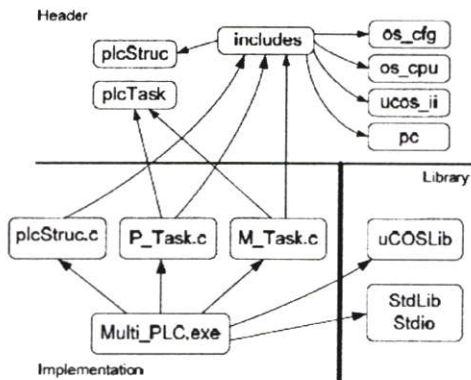 Header
includes
os_cfg
plcStruc
os_cpu
plcTask
ucos_ii
pc
Library
plcStruc.c
P_Task.c
M_Task.c
uCOSLib
StdLib
Stdio
Multi_PLC.exe
Implementation